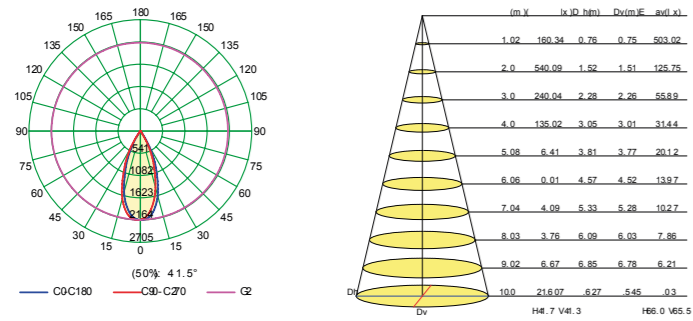 180
165 165
150 150
135 135
120 120
105 105
90 90
75 75
60 60
45 45
30 30
15 15
0
541
1082
1623
2164
2705
(50%): 41.5°
C0-C180 C90-C270 G2
(m)( lx)D h(m) Dv(m)E av(lx)
1.02 160.34 0.76 0.75 503.02
2.0 540.09 1.52 1.51 125.75
3.0 240.04 2.28 2.26 55.89
4.0 135.02 3.05 3.01 31.44
5.08 6.41 3.81 3.77 20.12
6.06 0.01 4.57 4.52 13.97
7.04 4.09 5.33 5.28 10.27
8.03 3.76 6.09 6.03 7.86
9.02 6.67 6.85 6.78 6.21
10.0 21.607 .627 .545 .03
Dh
Dv
H41.7 V41.3 H66.0 V65.5